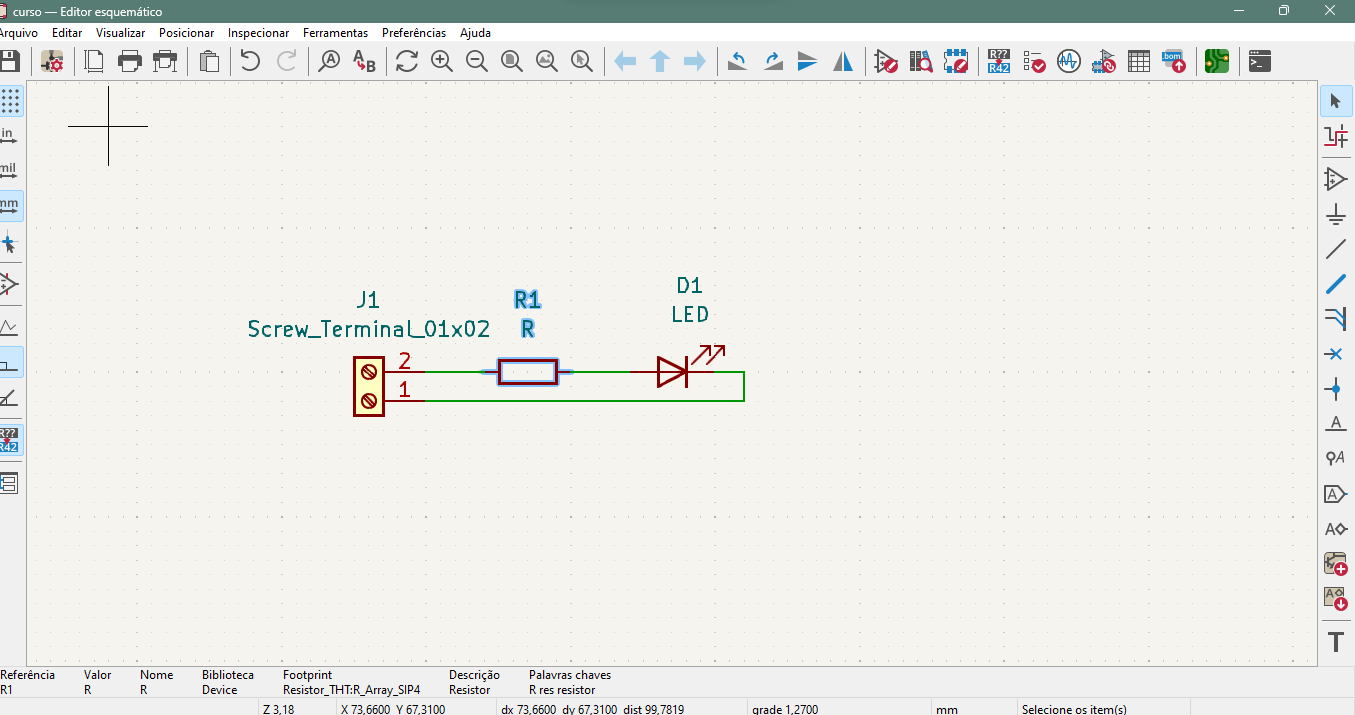 curso — Editor esquemático
Arquivo Editar Visualizar Posicionar Inspecionar Ferramentas Preferências Ajuda
A B R?? R42 bom
in
mil
mm
R??
R42
J1 R1 D1
Screw_Terminal_01x02 R LED
2
1
A
A
A
A
A
T
Referência Valor Nome Biblioteca Footprint Descrição Palavras chaves
R1 R R Device Resistor_THT:R_Array_SIP4 Resistor R res resistor
Z 3,18 X 73,6600 Y 67,3100 dx 73,6600 dy 67,3100 dist 99,7819 grade 1,2700 mm Selecione os item(s)